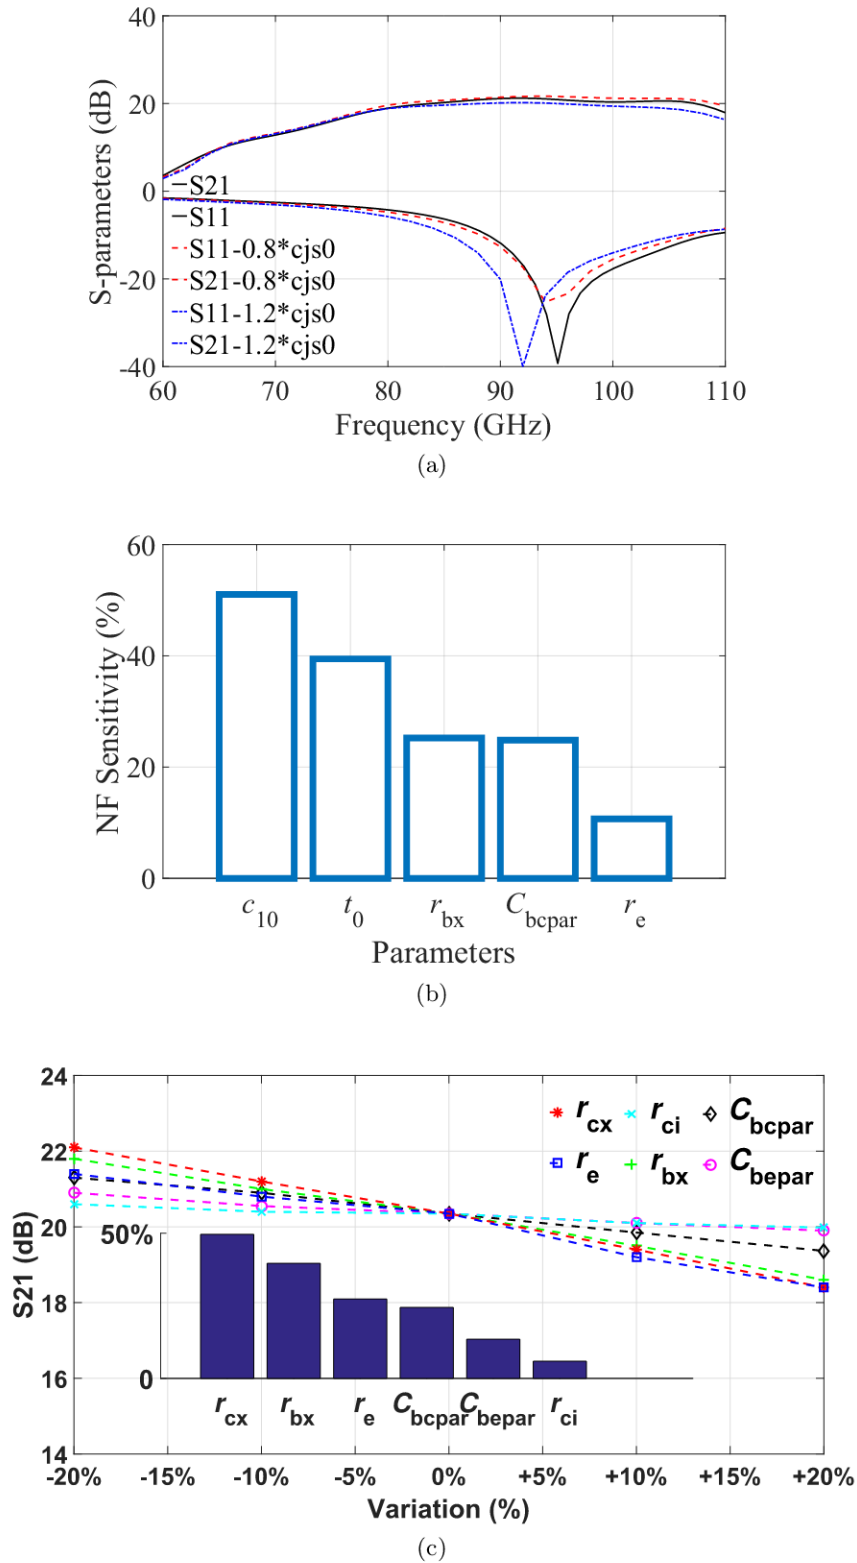 40
20
0
-20
-40
S-parameters (dB)
S21
S11
S11-0.8*cjs0
S21-0.8*cjs0
S11-1.2*cjs0
S21-1.2*cjs0
60 70 80 90 100 110
Frequency (GHz)
(a)
60
40
20
0
NF Sensitivity (%)
c10 t0 rbx Cbcpar re
Parameters
(b)
24
22
20
18
16
14
S21 (dB)
rcx rci Cbcpar
re rbx Cbepar
50%
0
rcx rbx re Cbcpar Cbepar rci
-20% -15% -10% -5% 0% +5% +10% +15% +20%
Variation (%)
(c)